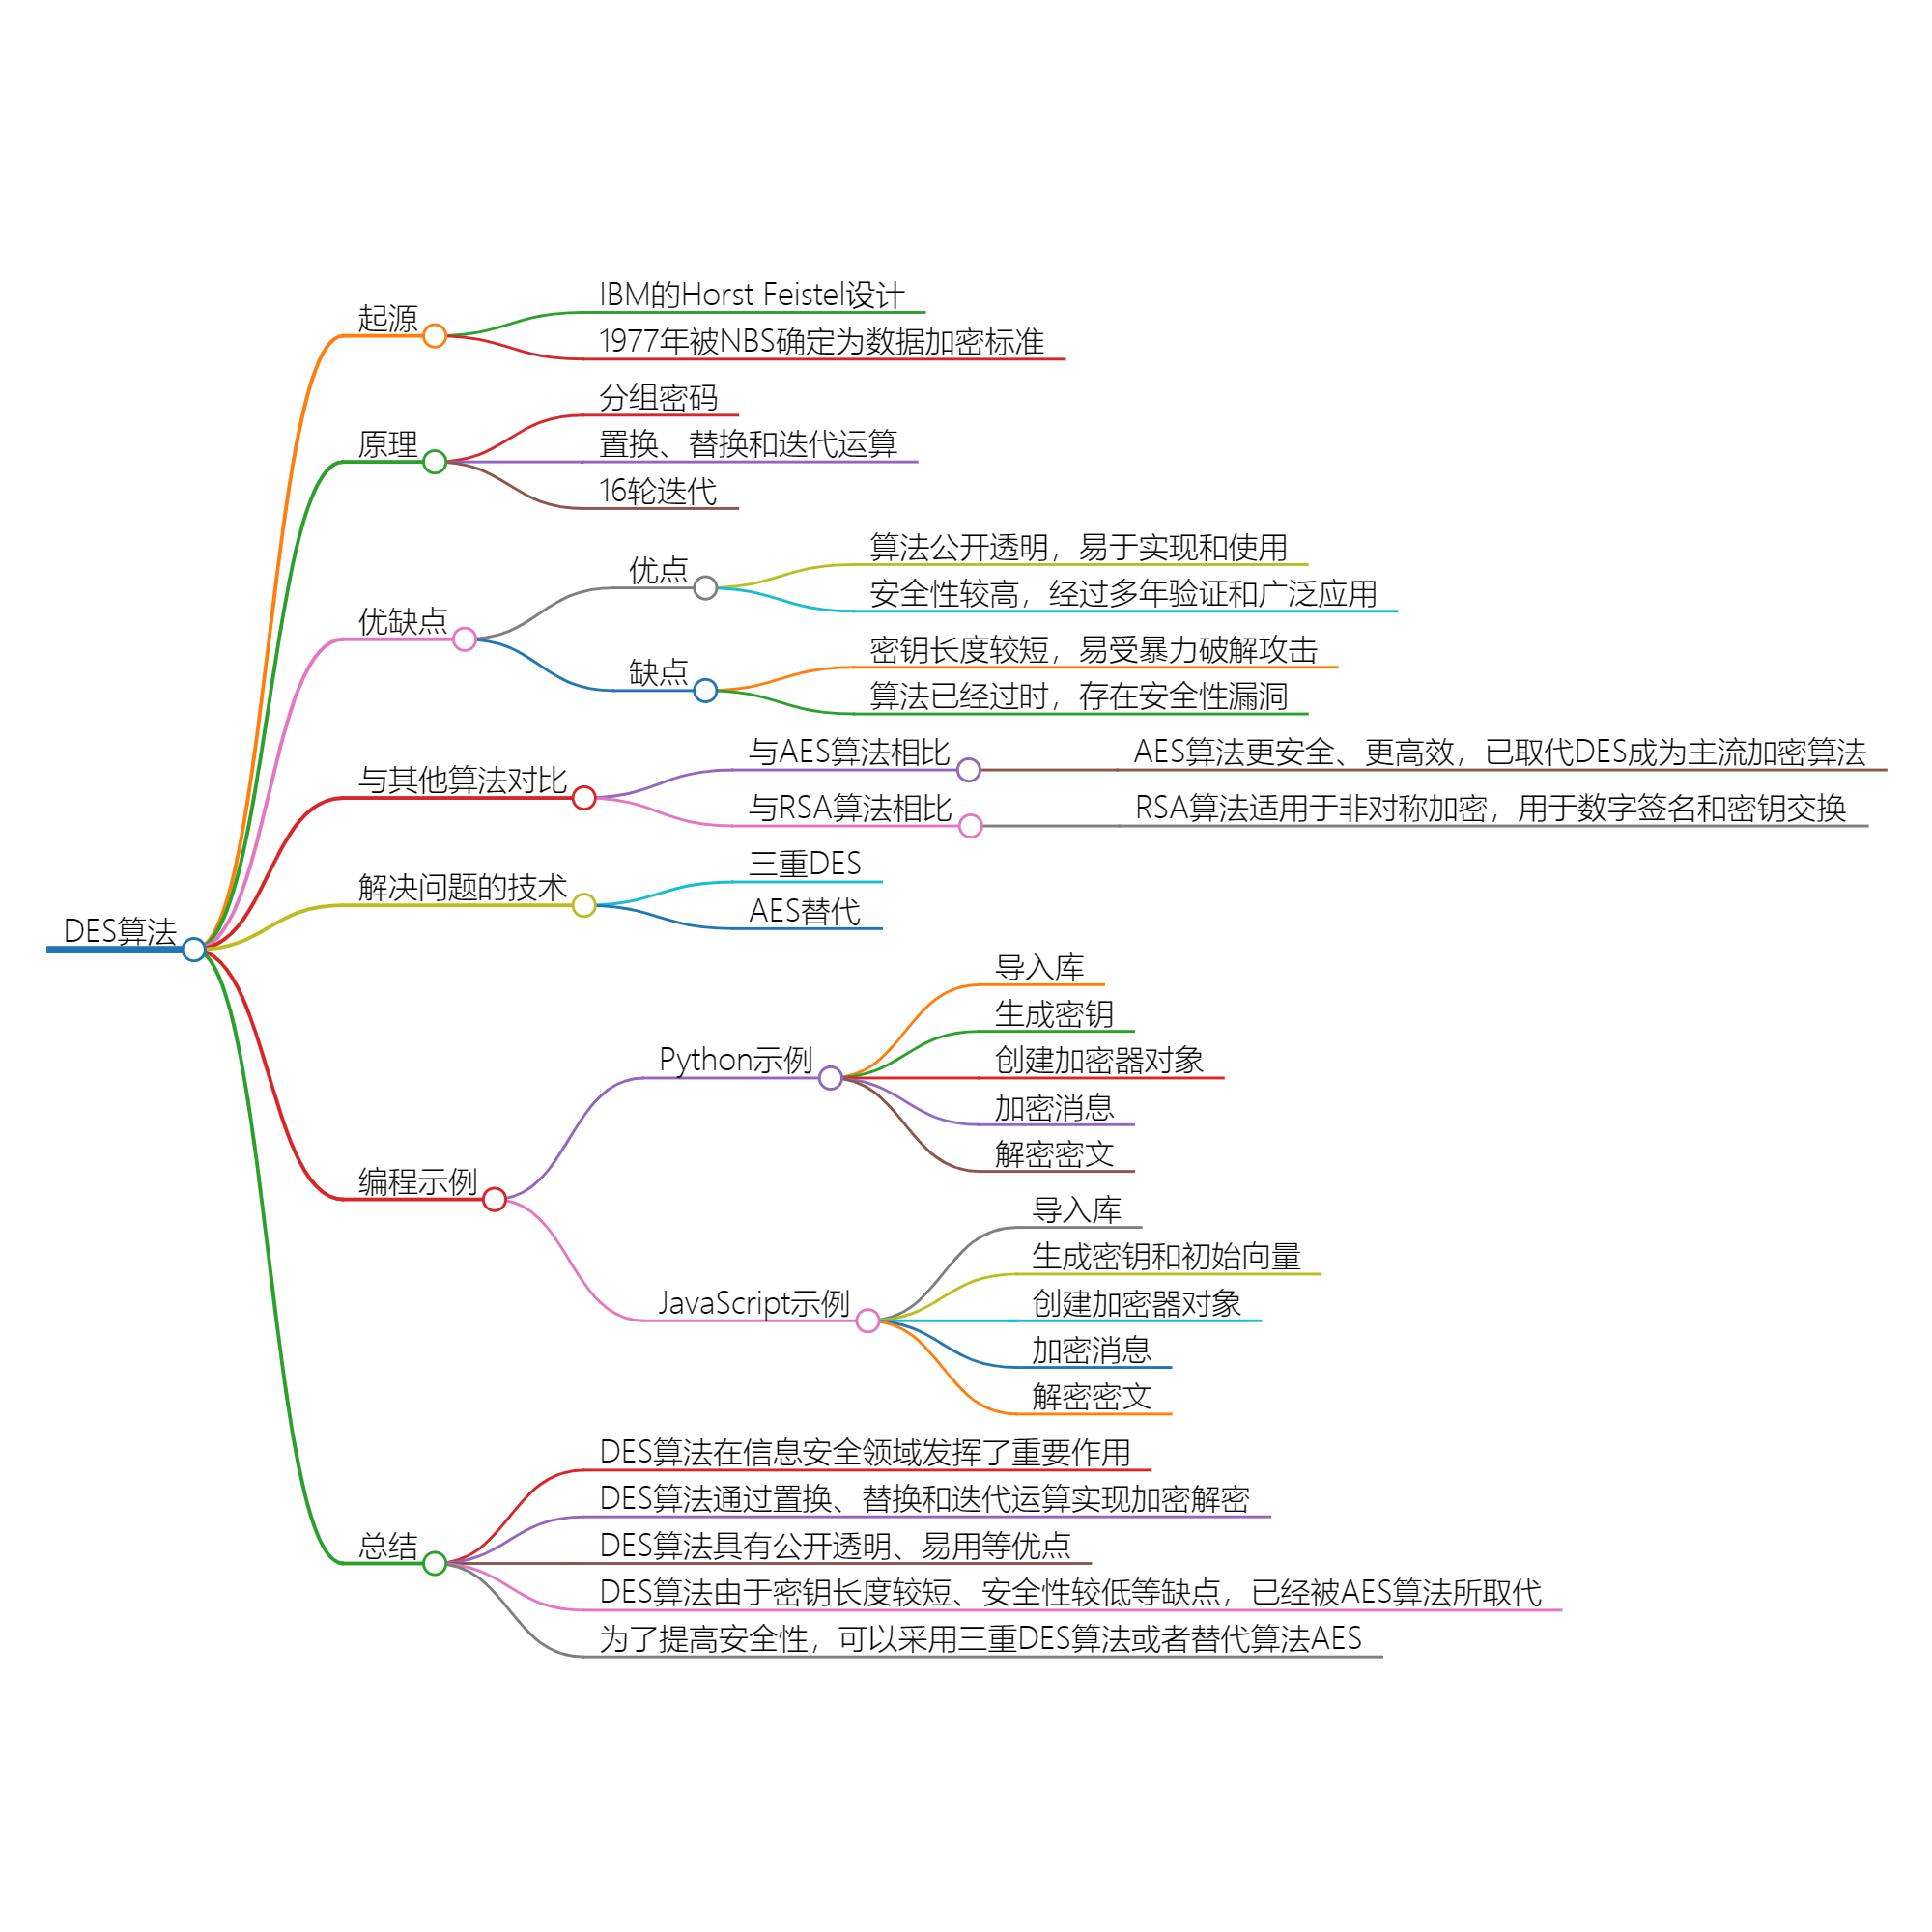 DES算法
起源
IBM的Horst Feistel设计
1977年被NBS确定为数据加密标准
原理
分组密码
置换、替换和迭代运算
16轮迭代
优缺点
优点
算法公开透明，易于实现和使用
安全性较高，经过多年验证和广泛应用
缺点
密钥长度较短，易受暴力破解攻击
算法已经过时，存在安全性漏洞
与其他算法对比
与AES算法相比
AES算法更安全、更高效，已取代DES成为主流加密算法
与RSA算法相比
RSA算法适用于非对称加密，用于数字签名和密钥交换
解决问题的技术
三重DES
AES替代
编程示例
Python示例
导入库
生成密钥
创建加密器对象
加密消息
解密密文
JavaScript示例
导入库
生成密钥和初始向量
创建加密器对象
加密消息
解密密文
总结
DES算法在信息安全领域发挥了重要作用
DES算法通过置换、替换和迭代运算实现加密解密
DES算法具有公开透明、易用等优点
DES算法由于密钥长度较短、安全性较低等缺点，已经被AES算法所取代
为了提高安全性，可以采用三重DES算法或者替代算法AES